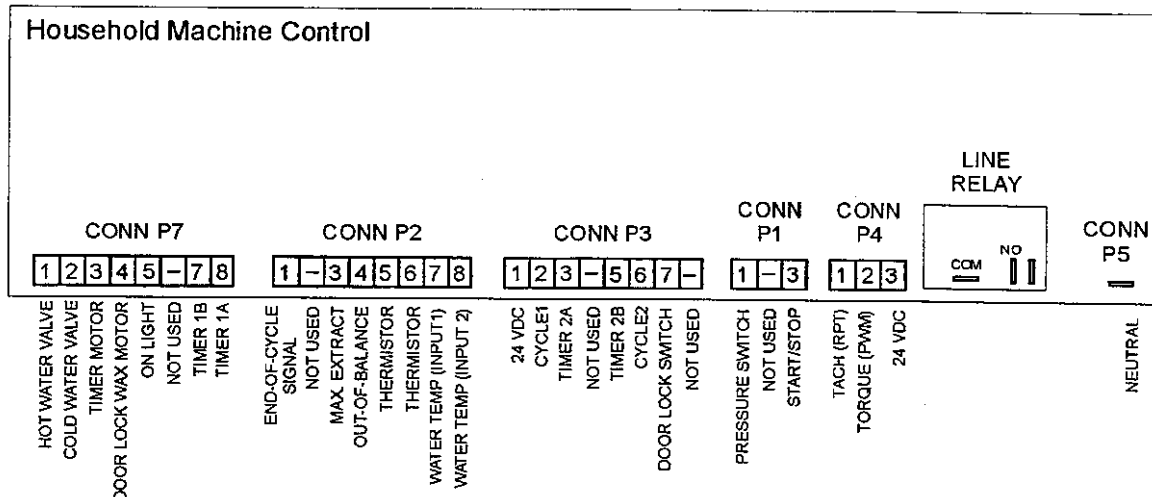 Household Machine Control
LINE
RELAY
CONN P7
CONN P2
CONN P3
CONN
P1
CONN
P4
COM
NO
CONN
P5
1 2 3 4 5 – 7 8
1 – 3 4 5 6 7 8
1 2 3 – 5 6 7 –
1 – 3
1 2 3
HOT WATER VALVE
COLD WATER VALVE
TIMER MOTOR
DOOR LOCK WAX MOTOR
ON LIGHT
NOT USED
TIMER 1B
TIMER 1A
END-OF-CYCLE
SIGNAL
NOT USED
MAX. EXTRACT
OUT-OF-BALANCE
THERMISTOR
THERMISTOR
WATER TEMP (INPUT1)
WATER TEMP (INPUT 2)
24 VDC
CYCLE1
TIMER 2A
NOT USED
TIMER 2B
CYCLE2
DOOR LOCK SWITCH
NOT USED
PRESSURE SWITCH
NOT USED
START/STOP
TACH (RPT)
TORQUE (PWM)
24 VDC
NEUTRAL